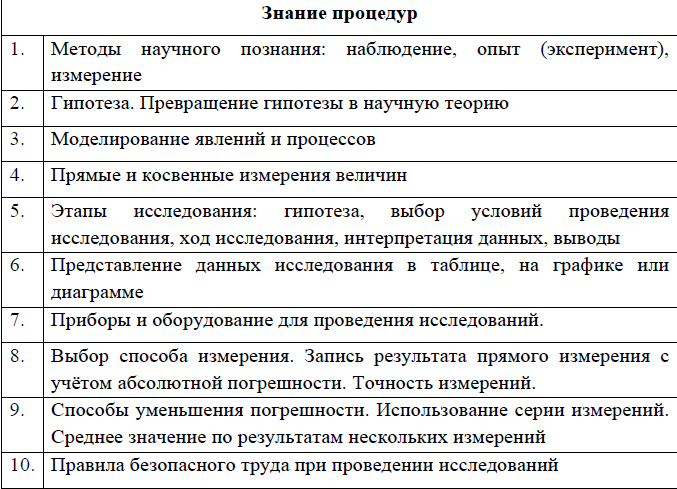 Знание процедур
1. Методы научного познания: наблюдение, опыт (эксперимент),
измерение
2. Гипотеза. Превращение гипотезы в научную теорию
3. Моделирование явлений и процессов
4. Прямые и косвенные измерения величин
5. Этапы исследования: гипотеза, выбор условий проведения
исследования, ход исследования, интерпретация данных, выводы
6. Представление данных исследования в таблице, на графике или
диаграмме
7. Приборы и оборудование для проведения исследований.
8. Выбор способа измерения. Запись результата прямого измерения с
учётом абсолютной погрешности. Точность измерений.
9. Способы уменьшения погрешности. Использование серии измерений.
Среднее значение по результатам нескольких измерений
10. Правила безопасного труда при проведении исследований